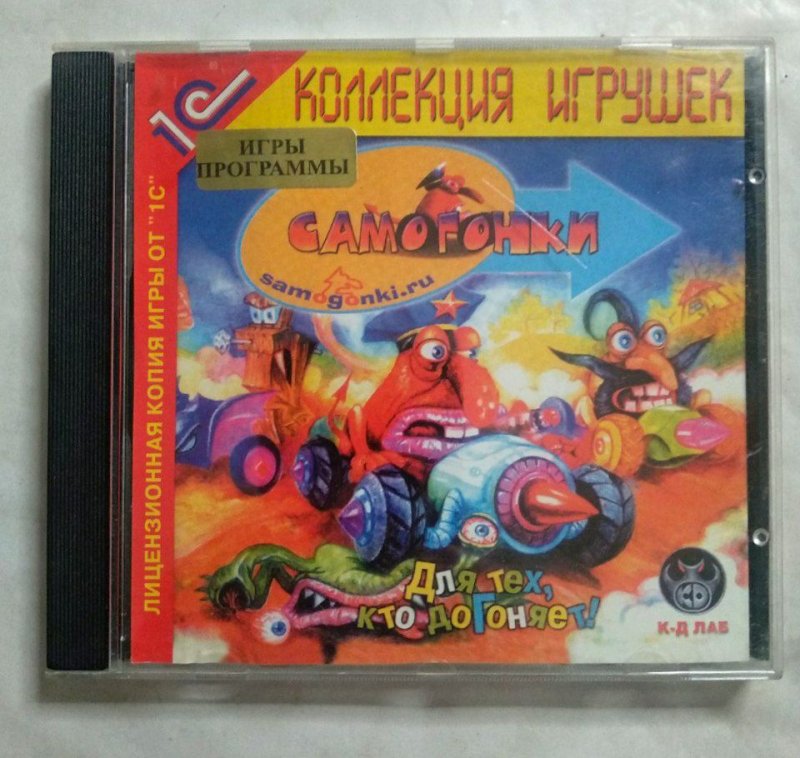 1С
КОЛЛЕКЦИЯ ИГРУШЕК
ИГРЫ
ПРОГРАММЫ
САМОГОНКИ
samogonki.ru
ЛИЦЕНЗИОННАЯ КОПИЯ ИГРЫ ОТ "1С"
Для тех,
кто доГоняет!
К-Д ЛАБ